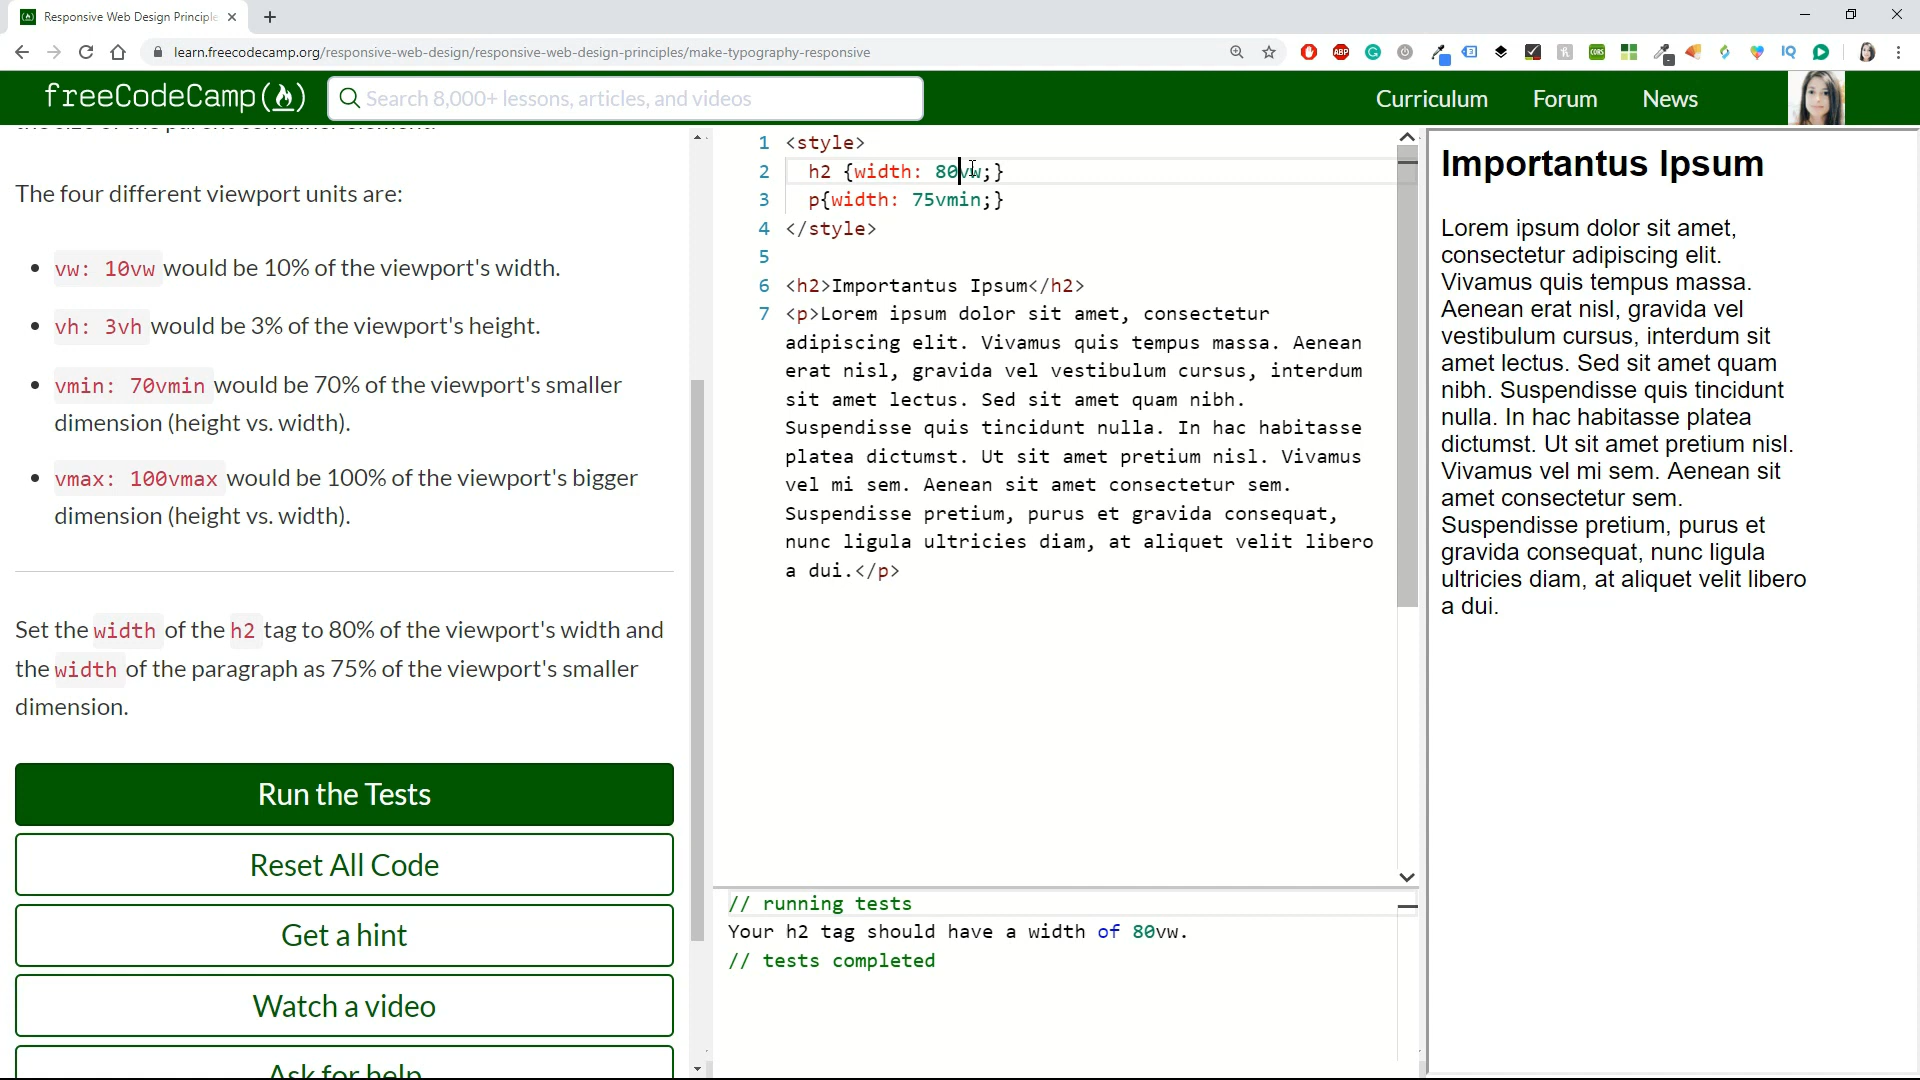 Responsive Web Design Principle
learn.freecodecamp.org/responsive-web-design/responsive-web-design-principles/make-typography-responsive
freeCodeCamp
Search 8,000+ lessons, articles, and videos
Curriculum
Forum
News
the size of the parent container element.
The four different viewport units are:
vw: 10vw would be 10% of the viewport's width.
vh: 3vh would be 3% of the viewport's height.
vmin: 70vmin would be 70% of the viewport's smaller
dimension (height vs. width).
vmax: 100vmax would be 100% of the viewport's bigger
dimension (height vs. width).
Set the width of the h2 tag to 80% of the viewport's width and
the width of the paragraph as 75% of the viewport's smaller
dimension.
Run the Tests
Reset All Code
Get a hint
Watch a video
Ask for help
1 <style>
2 h2 {width: 80vw;}
3 p{width: 75vmin;}
4 </style>
5
6 <h2>Importantus Ipsum</h2>
7 <p>Lorem ipsum dolor sit amet, consectetur
adipiscing elit. Vivamus quis tempus massa. Aenean
erat nisl, gravida vel vestibulum cursus, interdum
sit amet lectus. Sed sit amet quam nibh.
Suspendisse quis tincidunt nulla. In hac habitasse
platea dictumst. Ut sit amet pretium nisl. Vivamus
vel mi sem. Aenean sit amet consectetur sem.
Suspendisse pretium, purus et gravida consequat,
nunc ligula ultricies diam, at aliquet velit libero
a dui.</p>
// running tests
Your h2 tag should have a width of 80vw.
// tests completed
Importantus Ipsum
Lorem ipsum dolor sit amet,
consectetur adipiscing elit.
Vivamus quis tempus massa.
Aenean erat nisl, gravida vel
vestibulum cursus, interdum sit
amet lectus. Sed sit amet quam
nibh. Suspendisse quis tincidunt
nulla. In hac habitasse platea
dictumst. Ut sit amet pretium nisl.
Vivamus vel mi sem. Aenean sit
amet consectetur sem.
Suspendisse pretium, purus et
gravida consequat, nunc ligula
ultricies diam, at aliquet velit libero
a dui.